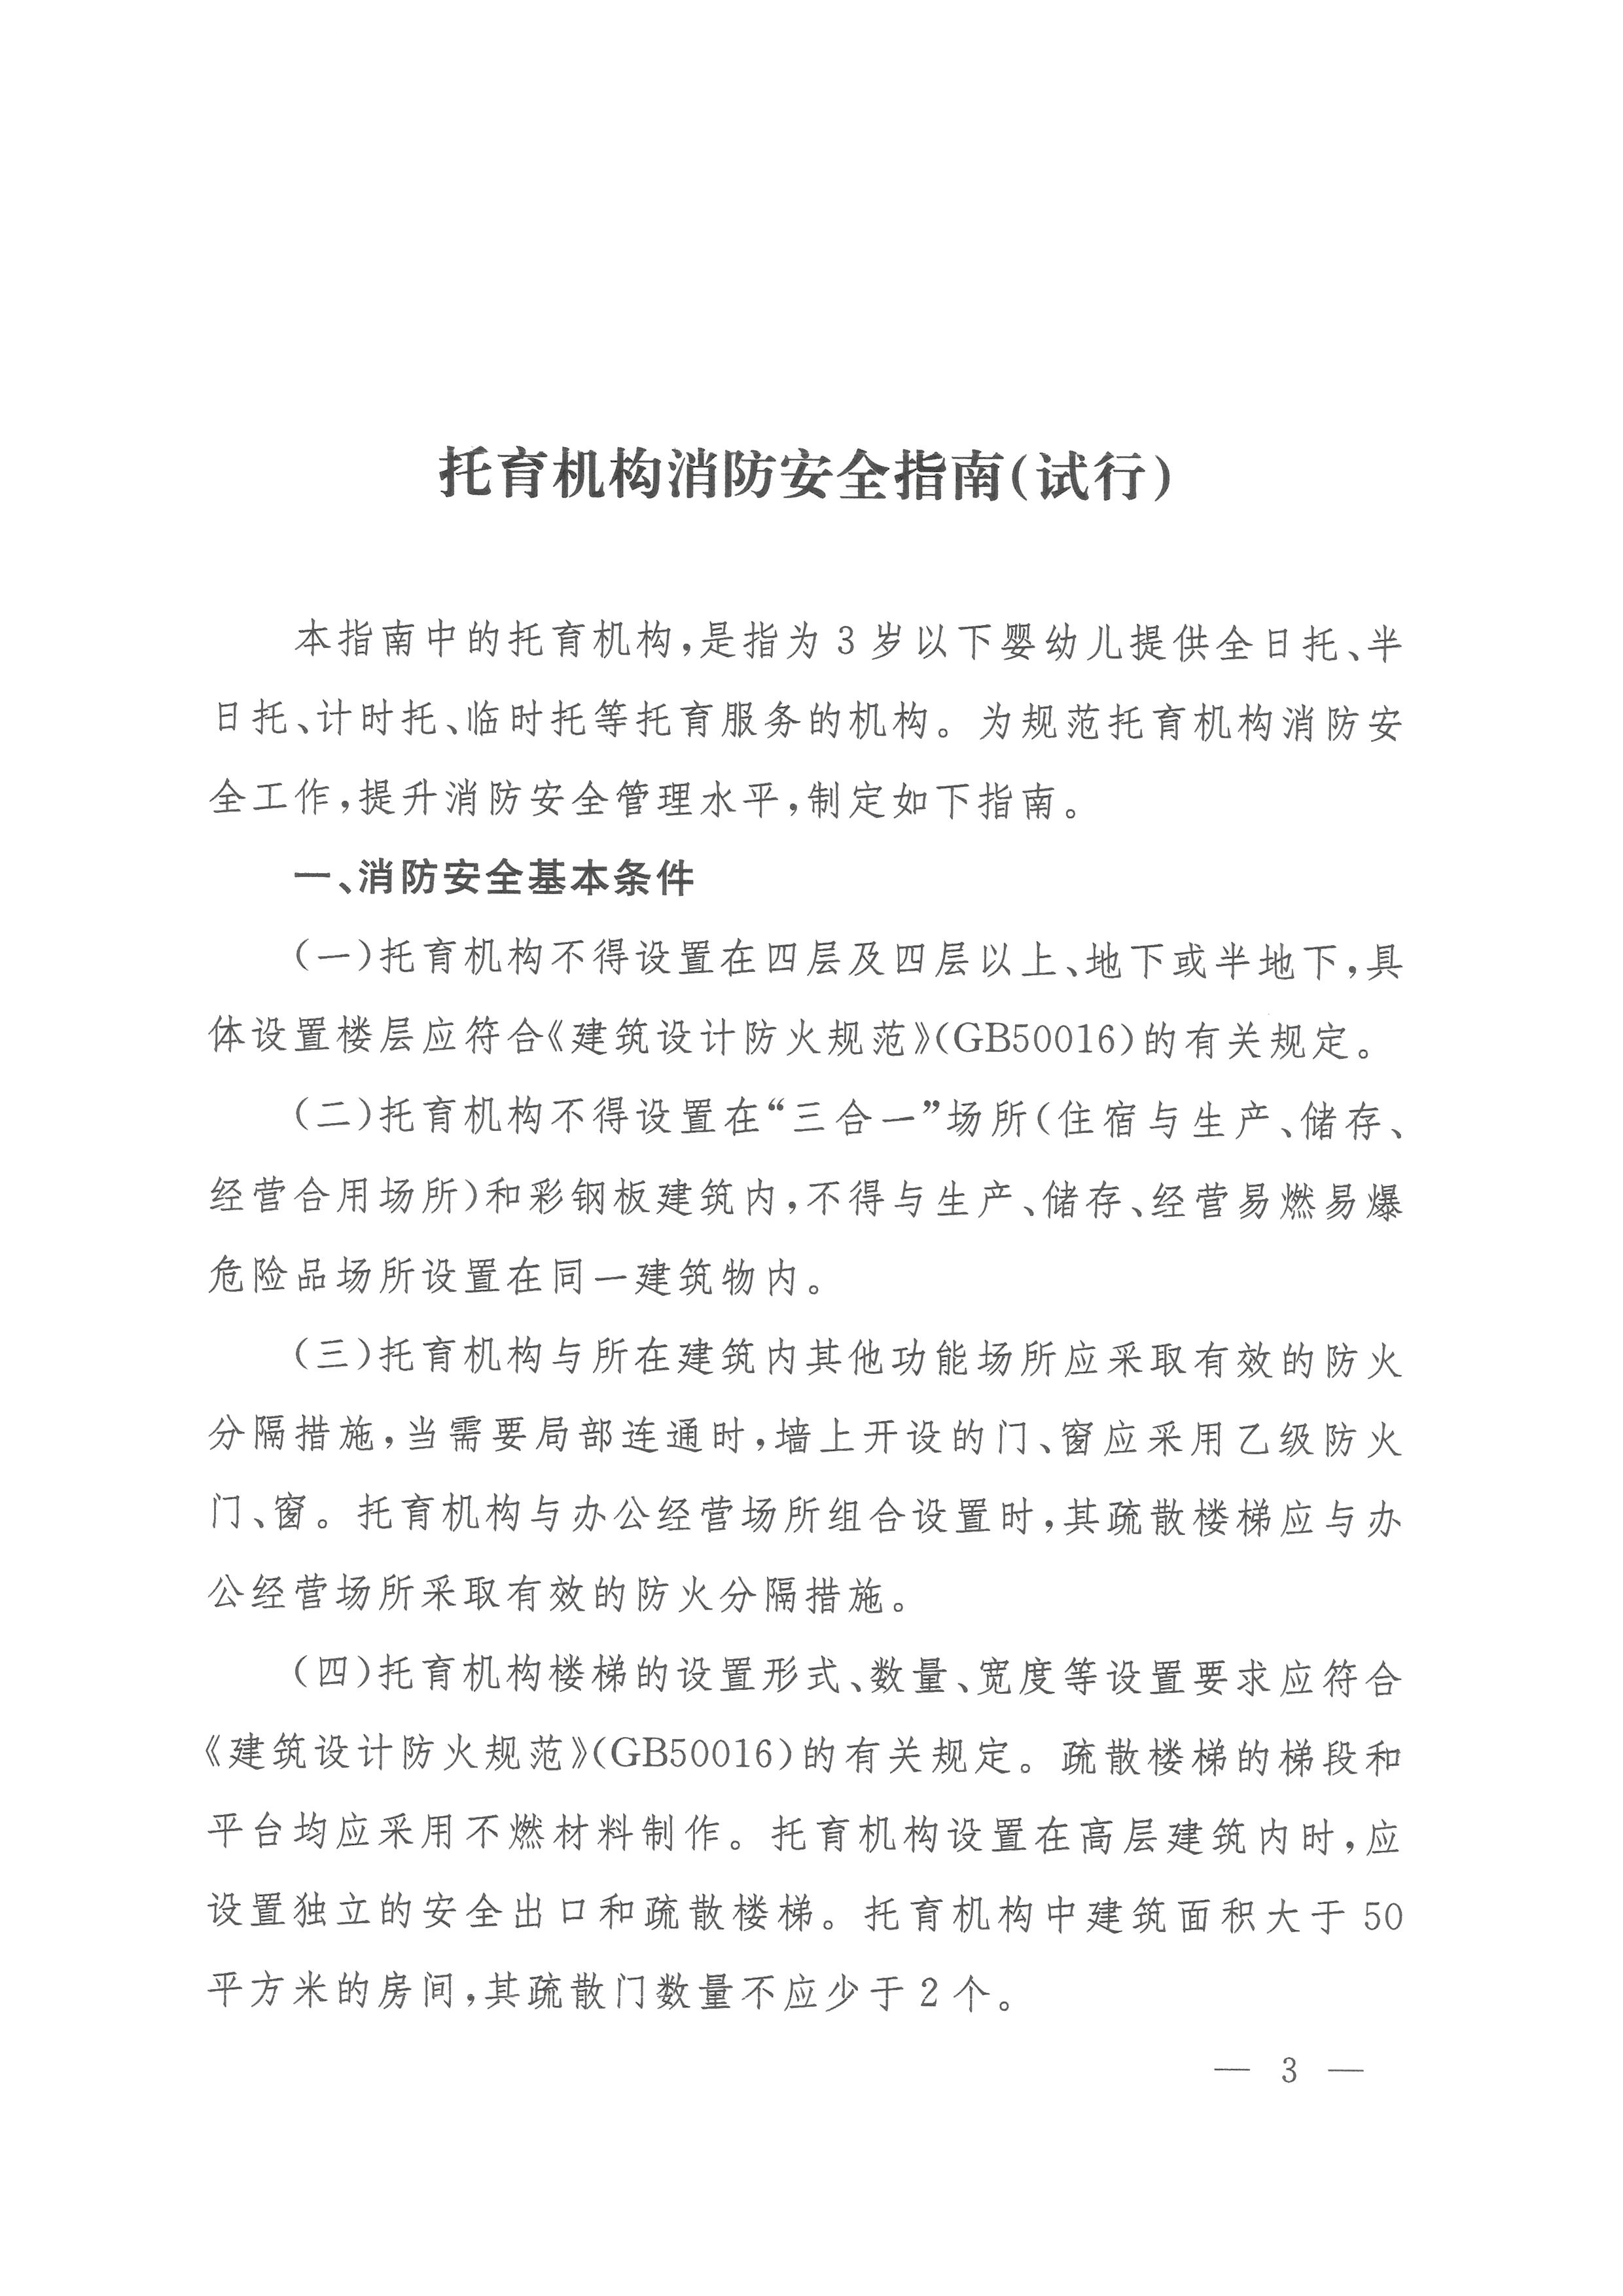 托育机构消防安全指南(试行)
本指南中的托育机构,是指为3岁以下婴幼儿提供全日托、半
日托、计时托、临时托等托育服务的机构。为规范托育机构消防安
全工作,提升消防安全管理水平,制定如下指南。
一、消防安全基本条件
(一)托育机构不得设置在四层及四层以上、地下或半地下,具
体设置楼层应符合《建筑设计防火规范》(GB50016)的有关规定。
(二)托育机构不得设置在“三合一”场所(住宿与生产、储存、
经营合用场所)和彩钢板建筑内,不得与生产、储存、经营易燃易爆
危险品场所设置在同一建筑物内。
(三)托育机构与所在建筑内其他功能场所应采取有效的防火
分隔措施,当需要局部连通时,墙上开设的门、窗应采用乙级防火
门、窗。托育机构与办公经营场所组合设置时,其疏散楼梯应与办
公经营场所采取有效的防火分隔措施。
(四)托育机构楼梯的设置形式、数量、宽度等设置要求应符合
《建筑设计防火规范》(GB50016)的有关规定。疏散楼梯的梯段和
平台均应采用不燃材料制作。托育机构设置在高层建筑内时,应
设置独立的安全出口和疏散楼梯。托育机构中建筑面积大于50
平方米的房间,其疏散门数量不应少于2个。
— 3 —